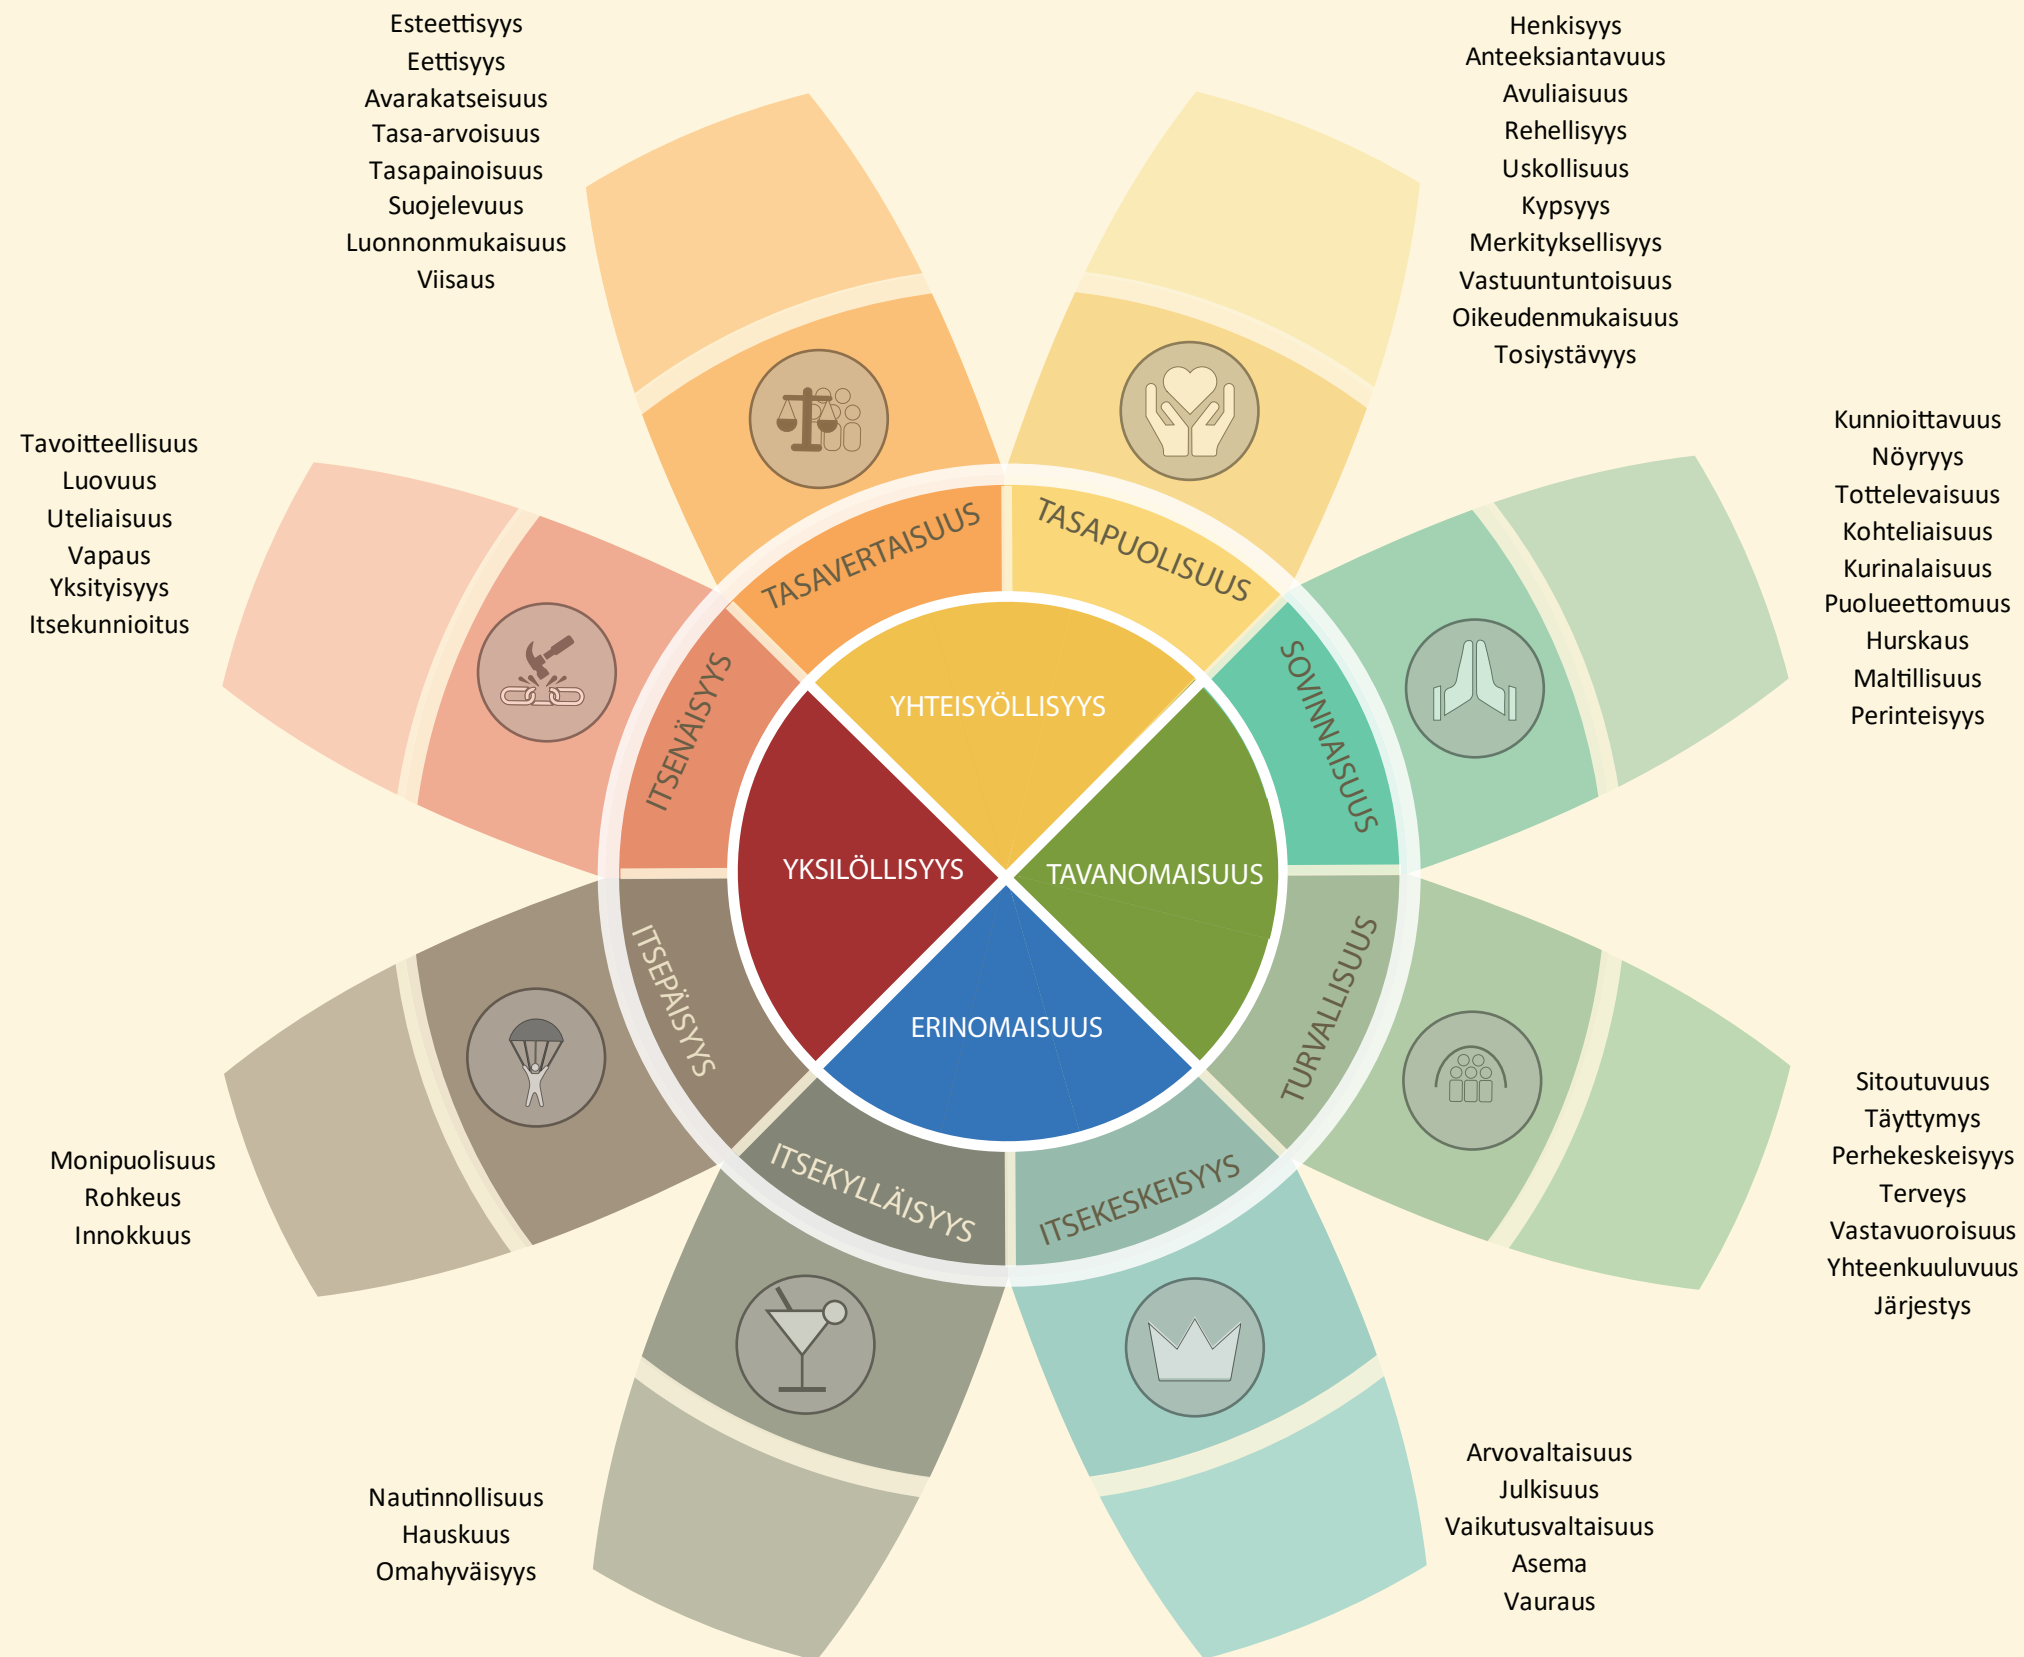 Esteettisyys
Eettisyys
Avarakatseisuus
Tasa-arvoisuus
Tasapainoisuus
Suojelevuus
Luonnonmukaisuus
Viisaus
Henkisyys
Anteeksiantavuus
Avuliaisuus
Rehellisyys
Uskollisuus
Kypsyys
Merkityksellisyys
Vastuuntuntoisuus
Oikeudenmukaisuus
Tosiystävyys
Tavoitteellisuus
Luovuus
Uteliaisuus
Vapaus
Yksityisyys
Itsekunnioitus
Kunnioittavuus
Nöyryys
Tottelevaisuus
Kohteliaisuus
Kurinalaisuus
Puolueettomuus
Hurskaus
Maltillisuus
Perinteisyys
TASAVERTAISUUS
TASAPUOLISUUS
ITSENÄISYYS
SOVINNAISUUS
YHTEISYÖLLISYYS
YKSILÖLLISYYS
TAVANOMAISUUS
ERINOMAISUUS
ITSEPÄISYYS
TURVALLISUUS
ITSEKYLLÄISYYS
ITSEKESKEISYYS
Monipuolisuus
Rohkeus
Innokkuus
Sitoutuvuus
Täyttymys
Perhekeskeisyys
Terveys
Vastavuoroisuus
Yhteenkuuluvuus
Järjestys
Nautinnollisuus
Hauskuus
Omahyväisyys
Arvovaltaisuus
Julkisuus
Vaikutusvaltaisuus
Asema
Vauraus